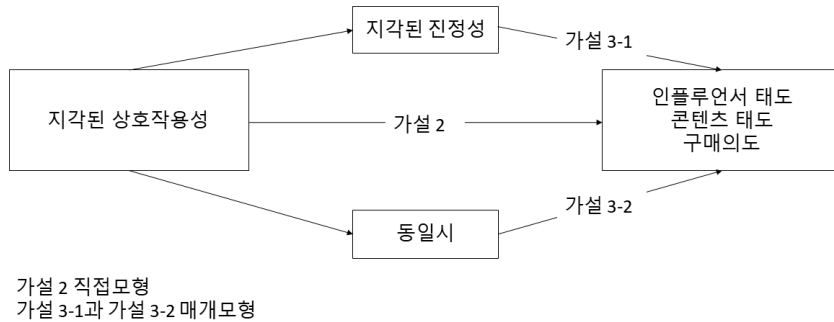 지각된 진정성
가설 3-1
지각된 상호작용성
가설 2
인플루언서 태도
콘텐츠 태도
구매의도
가설 3-2
동일시
가설 2 직접모형
가설 3-1과 가설 3-2 매개모형